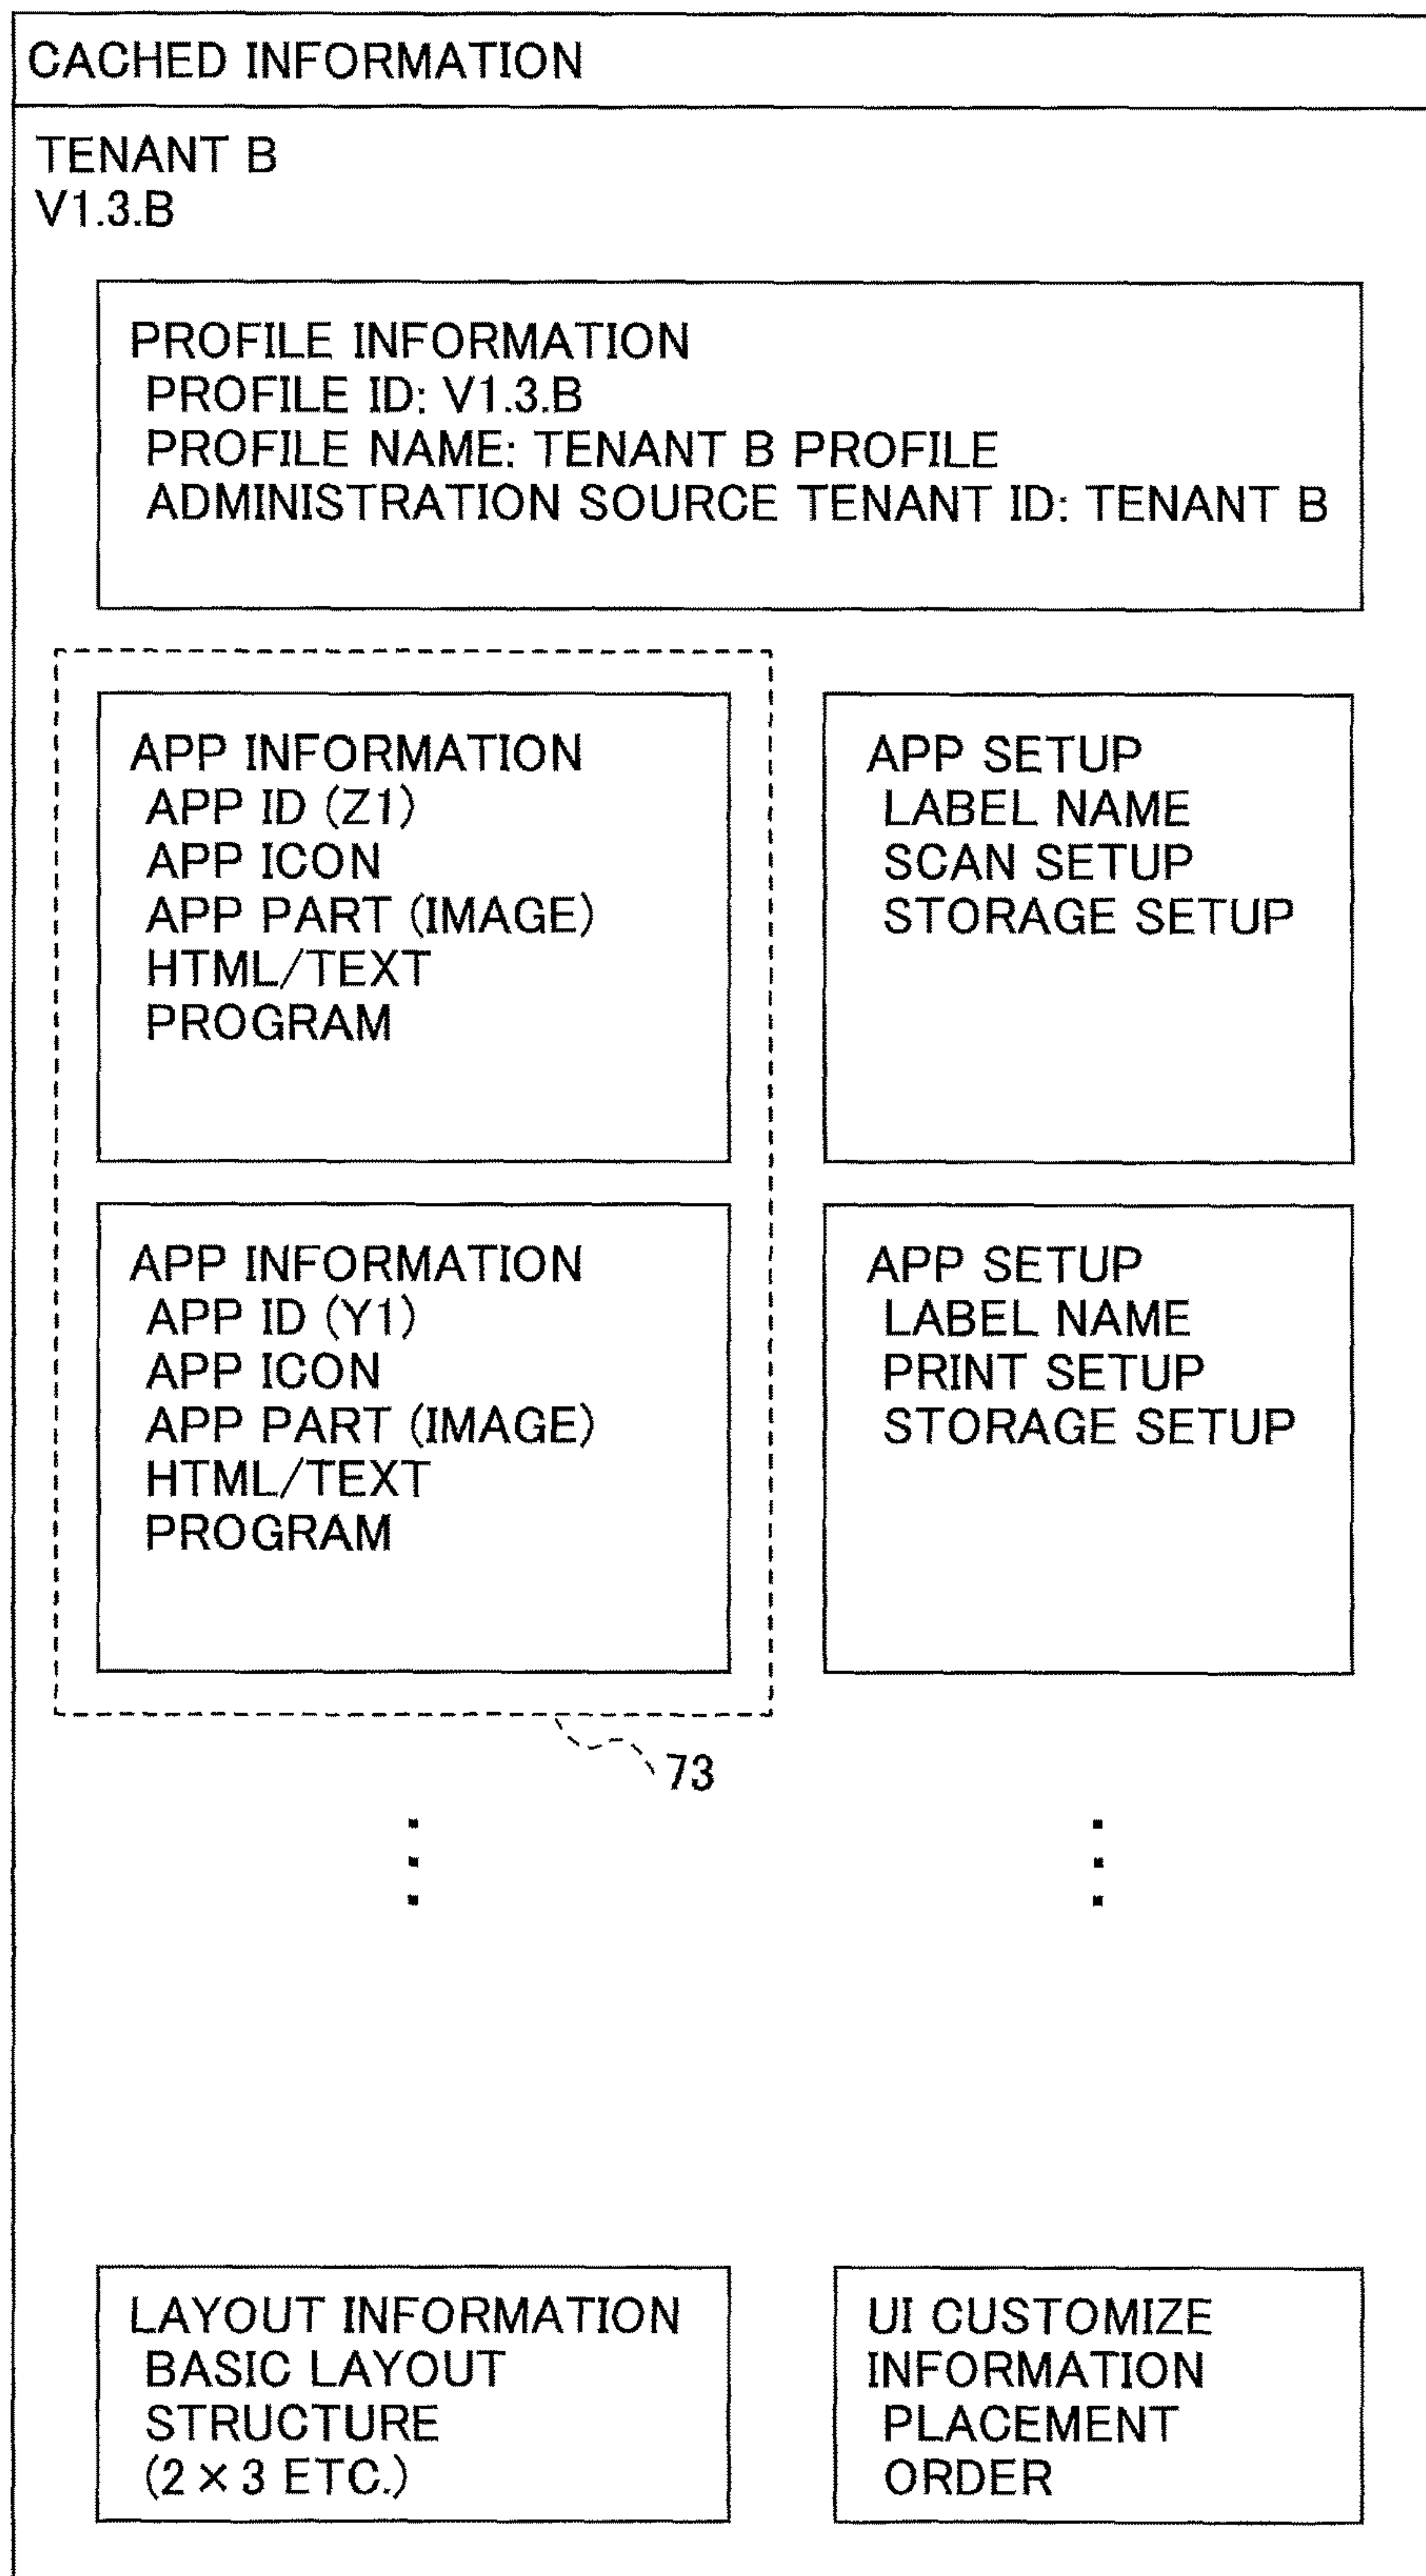 CACHED INFORMATION
TENANT B
V1.3.B
PROFILE INFORMATION
PROFILE ID: V1.3.B
PROFILE NAME: TENANT B PROFILE
ADMINISTRATION SOURCE TENANT ID: TENANT B
APP INFORMATION
APP ID (Z1)
APP ICON
APP PART (IMAGE)
HTML/TEXT
PROGRAM
APP SETUP
LABEL NAME
SCAN SETUP
STORAGE SETUP
APP INFORMATION
APP ID (Y1)
APP ICON
APP PART (IMAGE)
HTML/TEXT
PROGRAM
APP SETUP
LABEL NAME
PRINT SETUP
STORAGE SETUP
73
LAYOUT INFORMATION
BASIC LAYOUT
STRUCTURE
(2 × 3 ETC.)
UI CUSTOMIZE
INFORMATION
PLACEMENT
ORDER